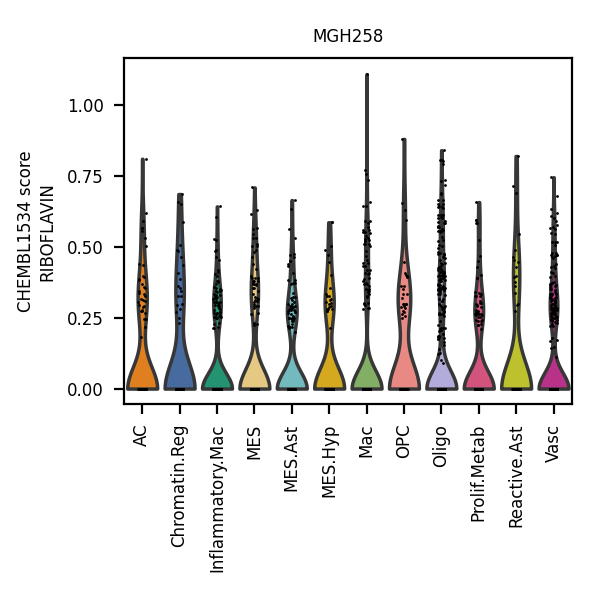 MGH258
CHEMBL1534 score
RIBOFLAVIN
1.00
0.75
0.50
0.25
0.00
AC
Chromatin.Reg
Inflammatory.Mac
MES
MES.Ast
MES.Hyp
Mac
OPC
Oligo
Prolif.Metab
Reactive.Ast
Vasc